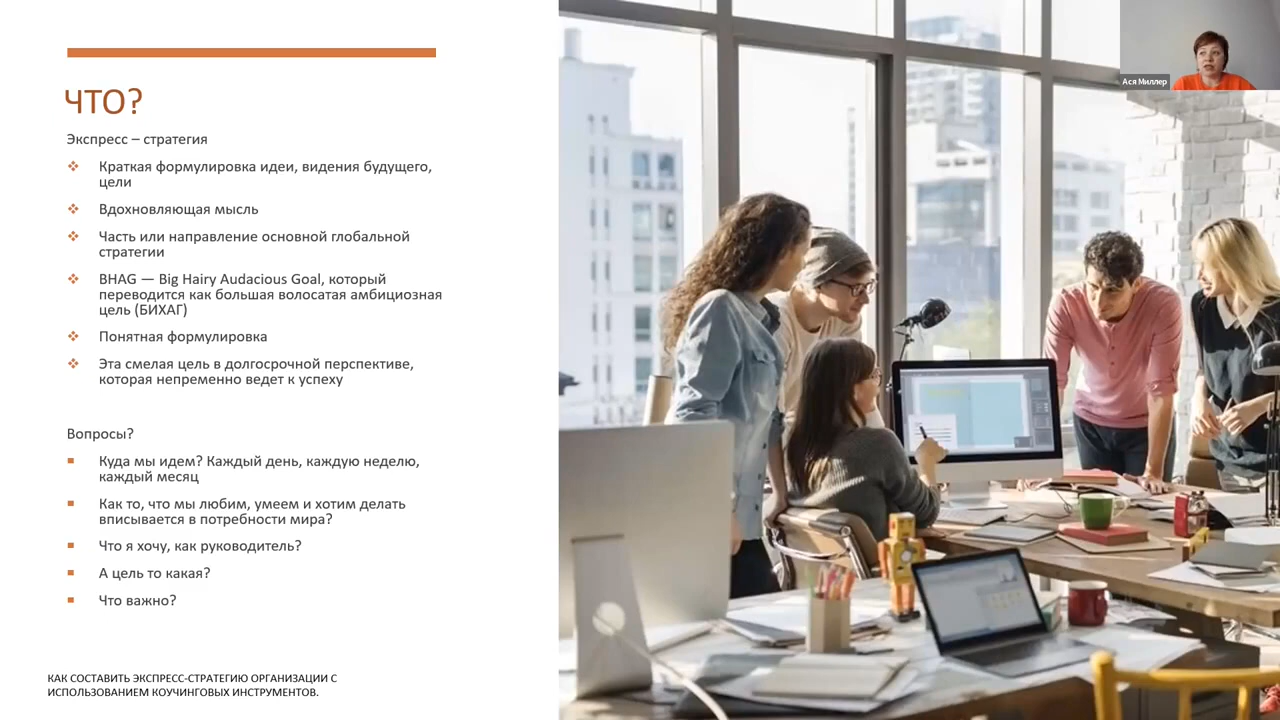 ЧТО?
Экспресс – стратегия
Краткая формулировка идеи, видения будущего,
цели
Вдохновляющая мысль
Часть или направление основной глобальной
стратегии
BHAG — Big Hairy Audacious Goal, который
переводится как большая волосатая амбициозная
цель (БИХАГ)
Понятная формулировка
Эта смелая цель в долгосрочной перспективе,
которая непременно ведет к успеху
Вопросы?
Куда мы идем? Каждый день, каждую неделю,
каждый месяц
Как то, что мы любим, умеем и хотим делать
вписывается в потребности мира?
Что я хочу, как руководитель?
А цель то какая?
Что важно?
КАК СОСТАВИТЬ ЭКСПРЕСС-СТРАТЕГИЮ ОРГАНИЗАЦИИ С
ИСПОЛЬЗОВАНИЕМ КОУЧИНГОВЫХ ИНСТРУМЕНТОВ.
Ася Миллер